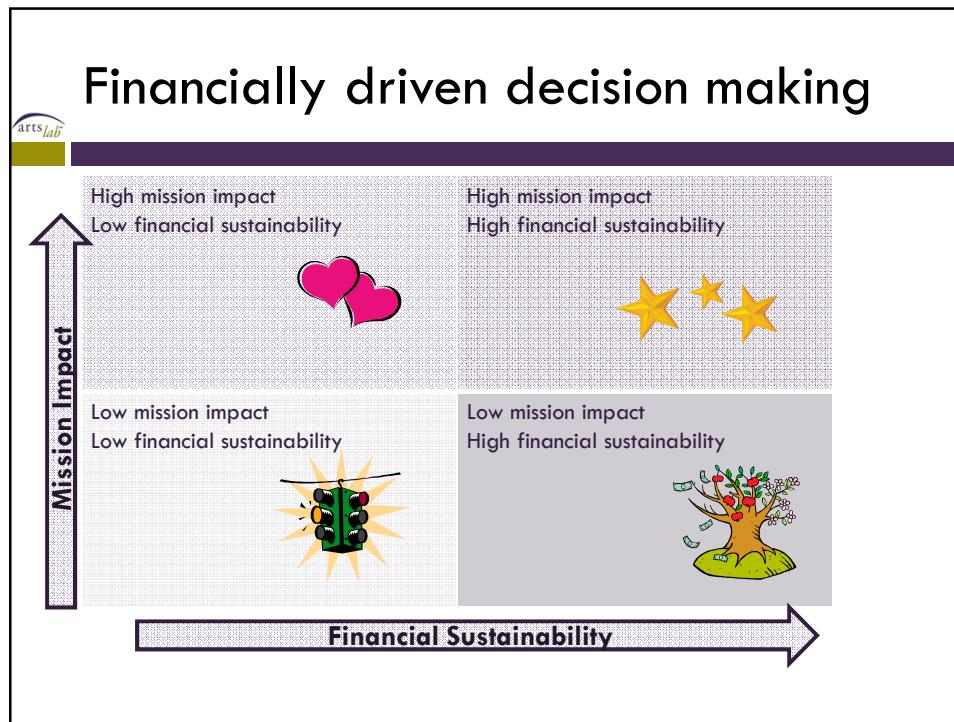 Financially driven decision making
arts lab
High mission impact
Low financial sustainability
High mission impact
High financial sustainability
Mission Impact
Low mission impact
Low financial sustainability
Low mission impact
High financial sustainability
Financial Sustainability